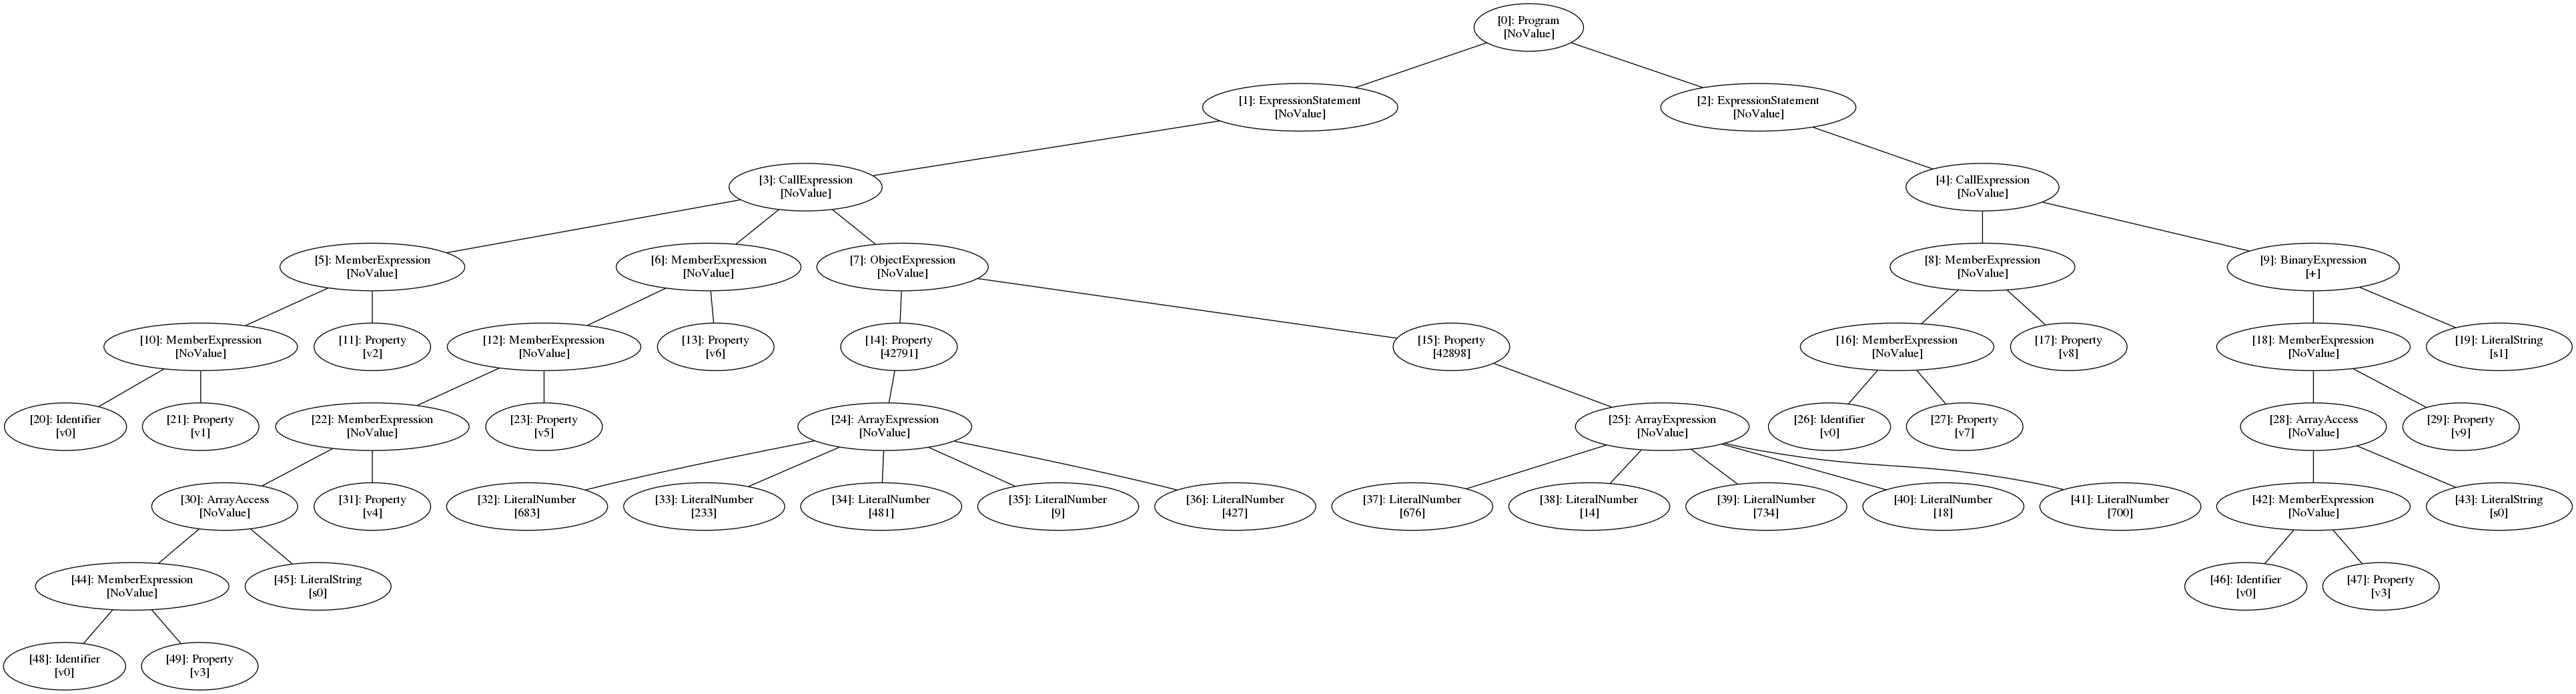 [0]: Program
[NoValue]
[1]: ExpressionStatement
[NoValue]
[2]: ExpressionStatement
[NoValue]
[3]: CallExpression
[NoValue]
[4]: CallExpression
[NoValue]
[5]: MemberExpression
[NoValue]
[6]: MemberExpression
[NoValue]
[7]: ObjectExpression
[NoValue]
[8]: MemberExpression
[NoValue]
[9]: BinaryExpression
[+]
[10]: MemberExpression
[NoValue]
[11]: Property
[v2]
[12]: MemberExpression
[NoValue]
[13]: Property
[v6]
[14]: Property
[42791]
[15]: Property
[42898]
[16]: MemberExpression
[NoValue]
[17]: Property
[v8]
[18]: MemberExpression
[NoValue]
[19]: LiteralString
[s1]
[20]: Identifier
[v0]
[21]: Property
[v1]
[22]: MemberExpression
[NoValue]
[23]: Property
[v5]
[24]: ArrayExpression
[NoValue]
[25]: ArrayExpression
[NoValue]
[26]: Identifier
[v0]
[27]: Property
[v7]
[28]: ArrayAccess
[NoValue]
[29]: Property
[v9]
[30]: ArrayAccess
[NoValue]
[31]: Property
[v4]
[32]: LiteralNumber
[683]
[33]: LiteralNumber
[233]
[34]: LiteralNumber
[481]
[35]: LiteralNumber
[9]
[36]: LiteralNumber
[427]
[37]: LiteralNumber
[676]
[38]: LiteralNumber
[14]
[39]: LiteralNumber
[734]
[40]: LiteralNumber
[18]
[41]: LiteralNumber
[700]
[42]: MemberExpression
[NoValue]
[43]: LiteralString
[s0]
[44]: MemberExpression
[NoValue]
[45]: LiteralString
[s0]
[46]: Identifier
[v0]
[47]: Property
[v3]
[48]: Identifier
[v0]
[49]: Property
[v3]